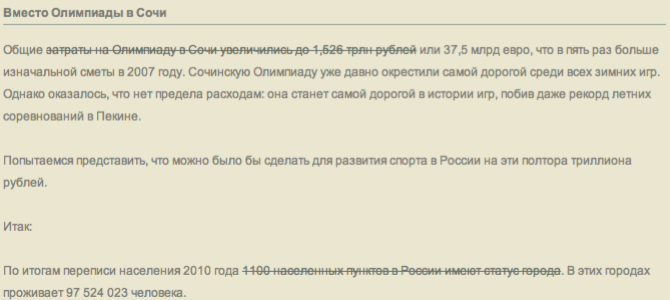 Вместо Олимпиады в Сочи
Общие затраты на Олимпиаду в Сочи увеличились до 1,526 трлн рублей или 37,5 млрд евро, что в пять раз больше
изначальной сметы в 2007 году. Сочинскую Олимпиаду уже давно окрестили самой дорогой среди всех зимних игр.
Однако оказалось, что нет предела расходам: она станет самой дорогой в истории игр, побив даже рекорд летних
соревнований в Пекине.
Попытаемся представить, что можно было бы сделать для развития спорта в России на эти полтора триллиона
рублей.
Итак:
По итогам переписи населения 2010 года 1100 населенных пунктов в России имеют статус города. В этих городах
проживает 97 524 023 человека.